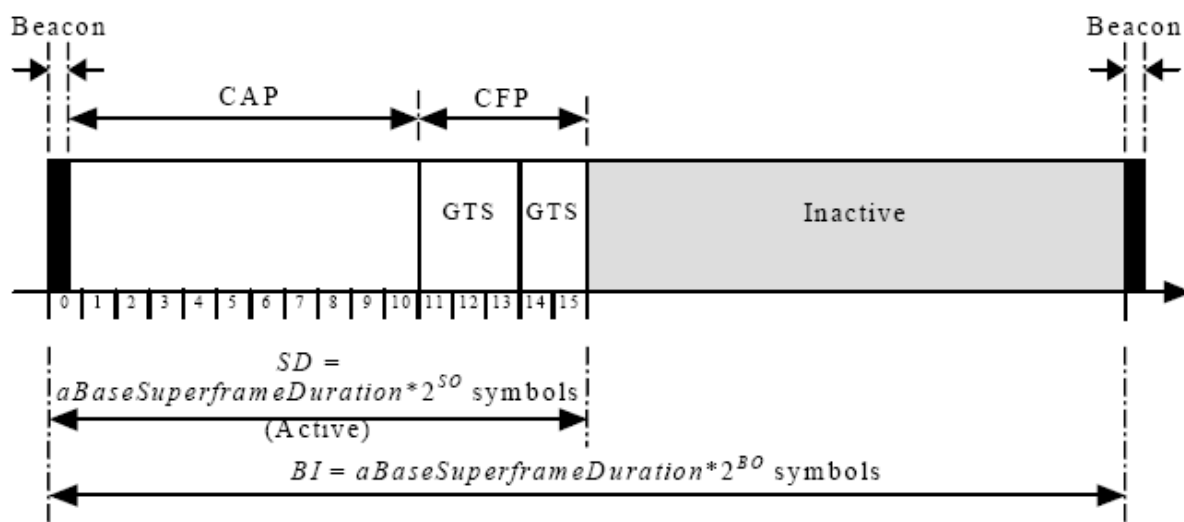 Beacon
Beacon
CAP
CFP
GTS
GTS
Inactive
0 1 2 3 4 5 6 7 8 9 10 11 12 13 14 15
SD =
aBaseSuperframeDuration*2^SO symbols
(Active)
BI = aBaseSuperframeDuration*2^BO symbols